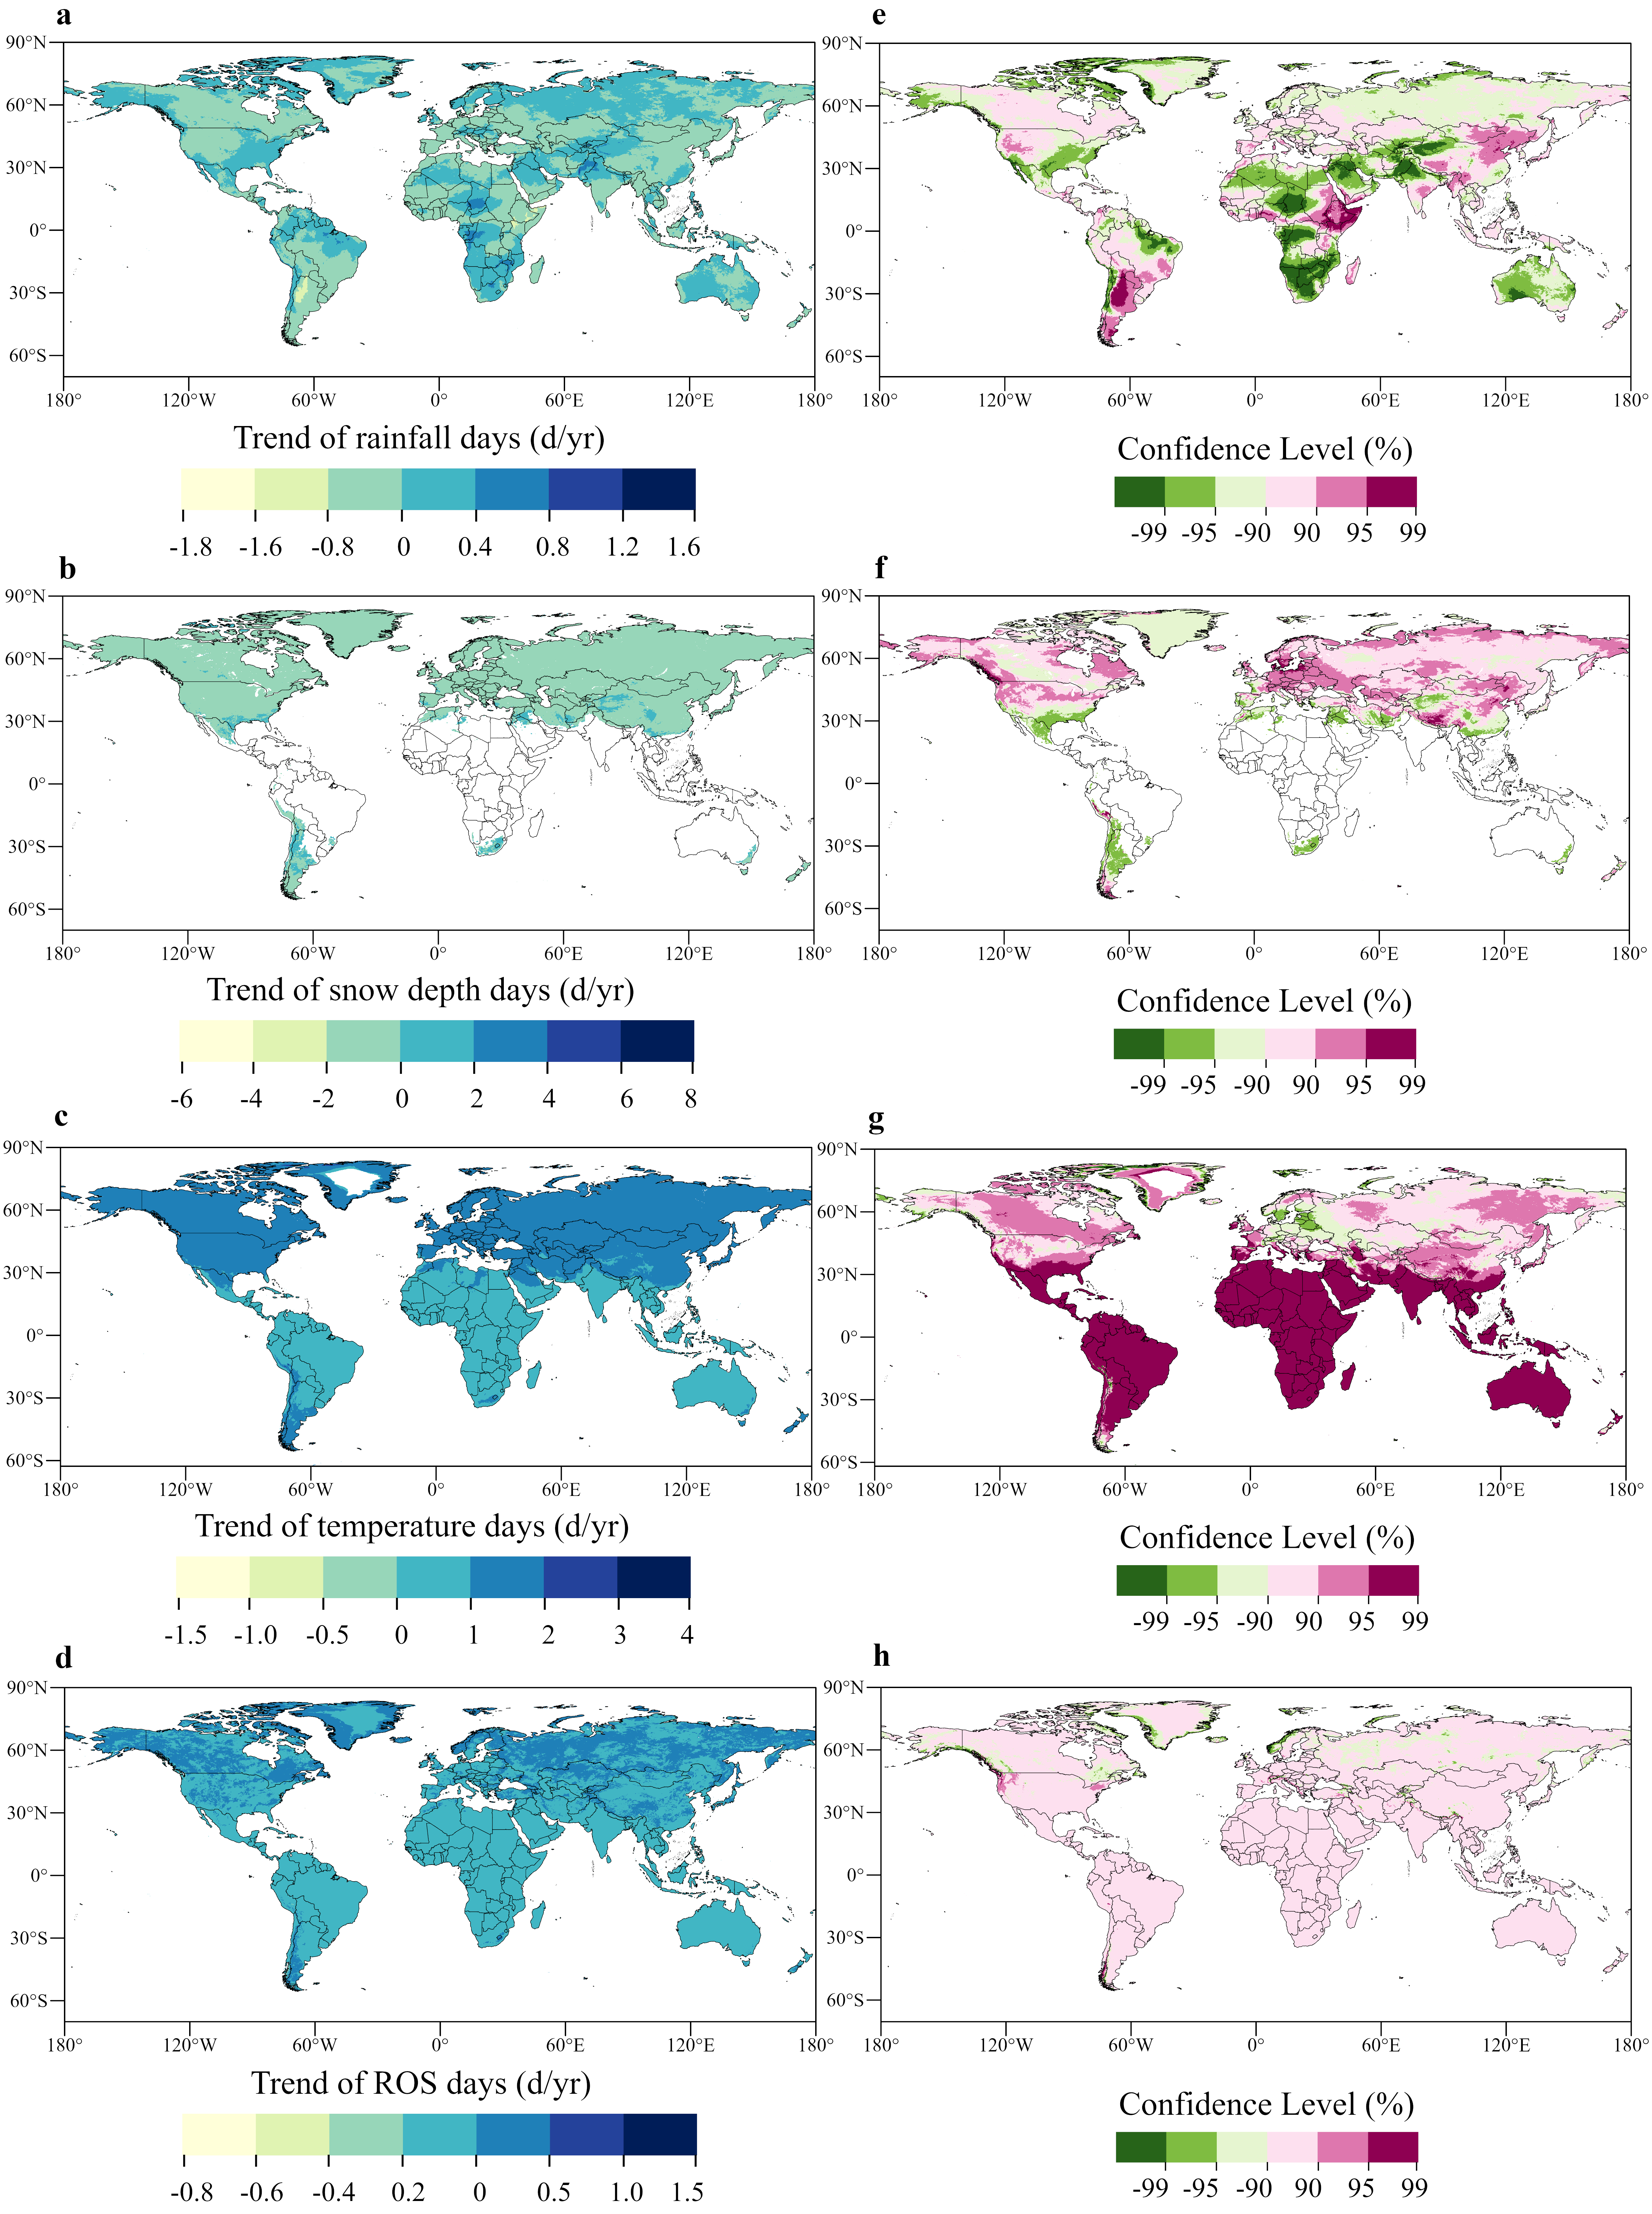 a
90°N
60°N
30°N
0°
30°S
60°S
180° 120°W 60°W 0° 60°E 120°E 180°
Trend of rainfall days (d/yr)
-1.8 -1.6 -0.8 0 0.4 0.8 1.2 1.6
e
90°N
60°N
30°N
0°
30°S
60°S
180° 120°W 60°W 0° 60°E 120°E 180°
Confidence Level (%)
-99 -95 -90 90 95 99
b
90°N
60°N
30°N
0°
30°S
60°S
180° 120°W 60°W 0° 60°E 120°E 180°
Trend of snow depth days (d/yr)
-6 -4 -2 0 2 4 6 8
f
90°N
60°N
30°N
0°
30°S
60°S
180° 120°W 60°W 0° 60°E 120°E 180°
Confidence Level (%)
-99 -95 -90 90 95 99
c
90°N
60°N
30°N
0°
30°S
60°S
180° 120°W 60°W 0° 60°E 120°E 180°
Trend of temperature days (d/yr)
-1.5 -1.0 -0.5 0 1 2 3 4
g
90°N
60°N
30°N
0°
30°S
60°S
180° 120°W 60°W 0° 60°E 120°E 180°
Confidence Level (%)
-99 -95 -90 90 95 99
d
90°N
60°N
30°N
0°
30°S
60°S
180° 120°W 60°W 0° 60°E 120°E 180°
Trend of ROS days (d/yr)
-0.8 -0.6 -0.4 0.2 0 0.5 1.0 1.5
h
90°N
60°N
30°N
0°
30°S
60°S
180° 120°W 60°W 0° 60°E 120°E 180°
Confidence Level (%)
-99 -95 -90 90 95 99